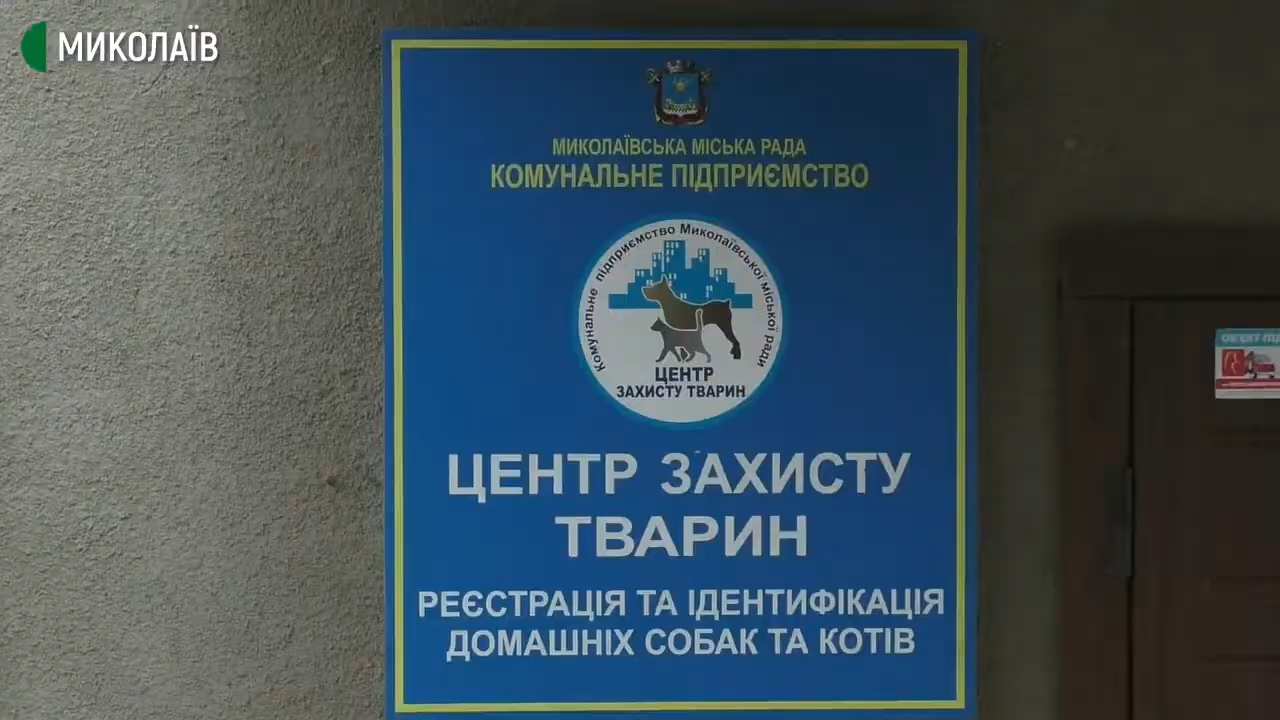 МИКОЛАЇВ
МИКОЛАЇВСЬКА МІСЬКА РАДА
КОМУНАЛЬНЕ ПІДПРИЄМСТВО
Комунальне підприємство Миколаївської міської ради
ЦЕНТР
ЗАХИСТУ ТВАРИН
ЦЕНТР ЗАХИСТУ
ТВАРИН
РЕЄСТРАЦІЯ ТА ІДЕНТИФІКАЦІЯ
ДОМАШНІХ СОБАК ТА КОТІВ